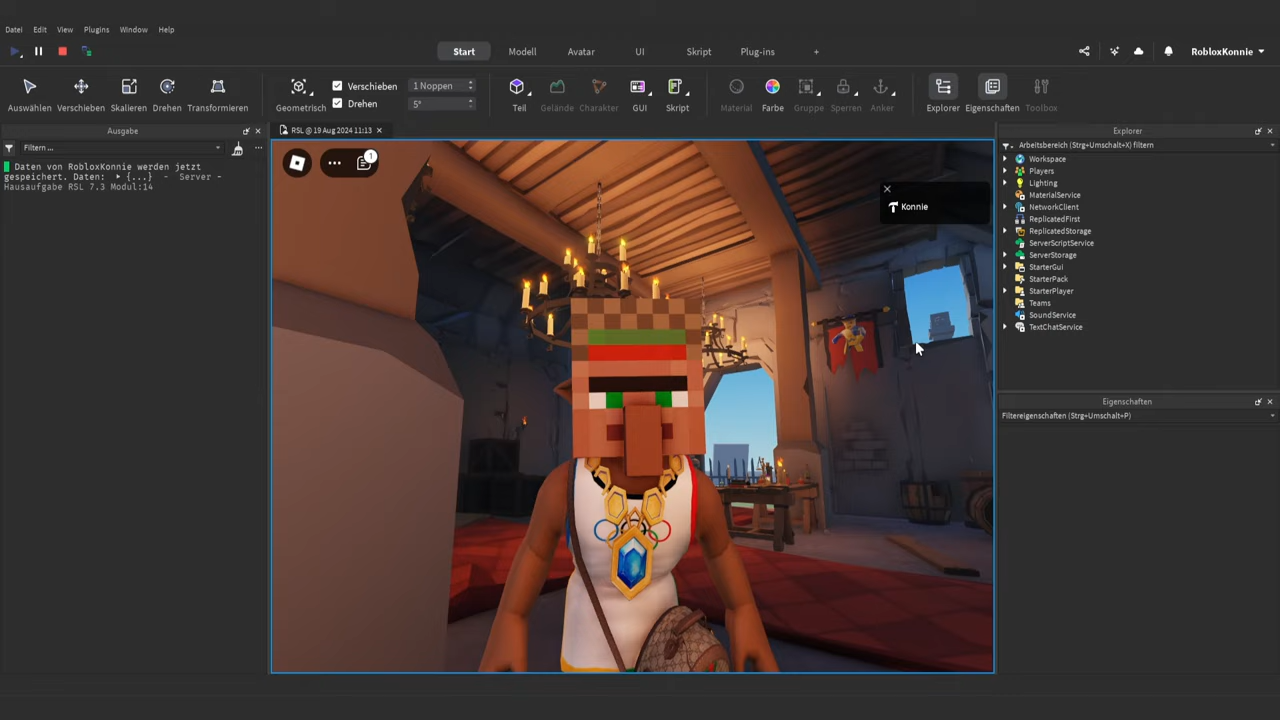 Datei Edit View Plugins Window Help
Start Modell Avatar UI Skript Plug-ins + RobloxKonnie
Auswählen Verschieben Skalieren Drehen Transformieren
Geometrisch Verschieben 1 Noppen
Drehen 5°
Teil Gelände Charakter GUI Skript
Material Farbe Gruppe Sperren Anker
Explorer Eigenschaften Toolbox
Ausgabe
Filtern ...
Daten von RobloxKonnie werden jetzt
gespeichert. Daten: ▸ {...} - Server -
Hausaufgabe RSL 7.3 Modul:14
RSL @ 19 Aug 2024 11:13
1
Konnie
Explorer
Arbeitsbereich (Strg+Umschalt+X) filtern
Workspace
Players
Lighting
MaterialService
NetworkClient
ReplicatedFirst
ReplicatedStorage
ServerScriptService
ServerStorage
StarterGui
StarterPack
StarterPlayer
Teams
SoundService
TextChatService
Eigenschaften
Filtereigenschaften (Strg+Umschalt+P)